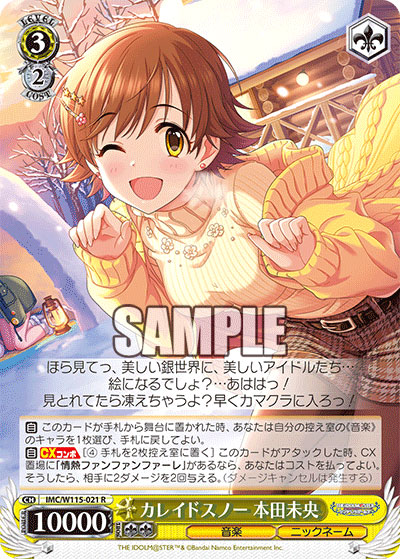 LEVEL
3
2
COST
SAMPLE
ほら見てっ、美しい銀世界に、美しいアイドルたち…
絵になるでしょ？…あははっ！
見とれてたら凍えちゃうよ？早くカマクラに入ろっ！
自 このカードが手札から舞台に置かれた時、あなたは自分の控え室の《音楽》
のキャラを1枚選び、手札に戻してよい。
自 CXコンボ ［④ 手札を2枚控え室に置く］ このカードがアタックした時、CX
置場に「情熱ファンファンファーレ」があるなら、あなたはコストを払ってよい。そう
したら、相手に2ダメージを2回与える。（ダメージキャンセルは発生する）
CH IMC/W115-021 R
10000
カレイドスノー 本田未央
音楽 ニックネーム
THE IDOLM@STER™ & ©Bandai Namco Entertainment Inc.